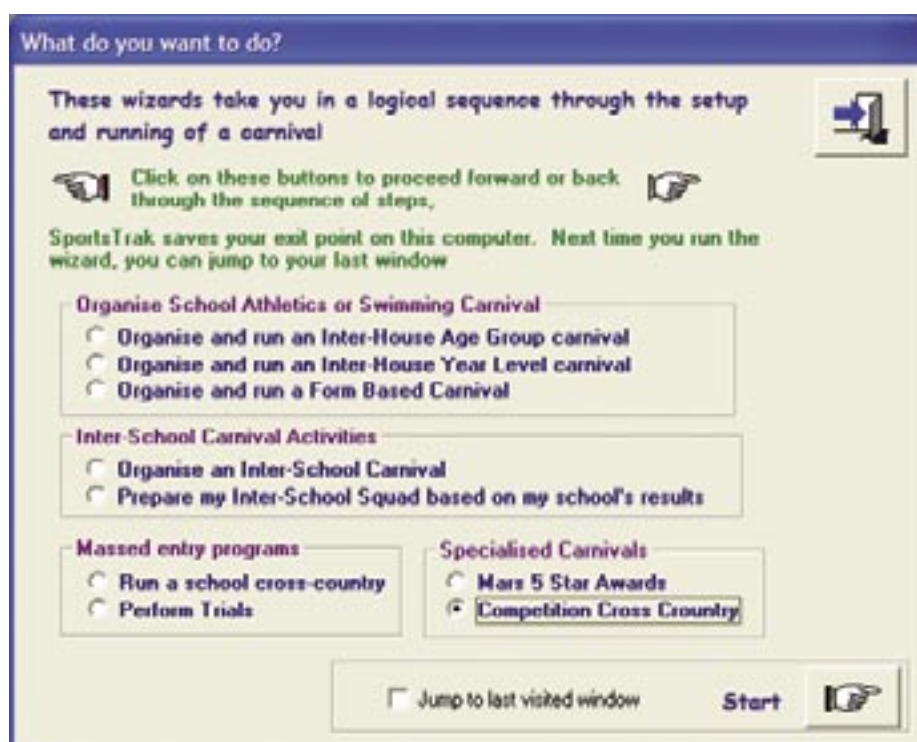 What do you want to do?
These wizards take you in a logical sequence through the setup
and running of a carnival
Click on these buttons to proceed forward or back
through the sequence of steps,
SportsTrak saves your exit point on this computer. Next time you run the
wizard, you can jump to your last window
Organise School Athletics or Swimming Carnival
Organise and run an Inter-House Age Group carnival
Organise and run an Inter-House Year Level carnival
Organise and run a Form Based Carnival
Inter-School Carnival Activities
Organise an Inter-School Carnival
Prepare my Inter-School Squad based on my school's results
Massed entry programs
Run a school cross-country
Perform Trials
Specialised Carnivals
Mars 5 Star Awards
Competition Cross Crountry
Jump to last visited window
Start